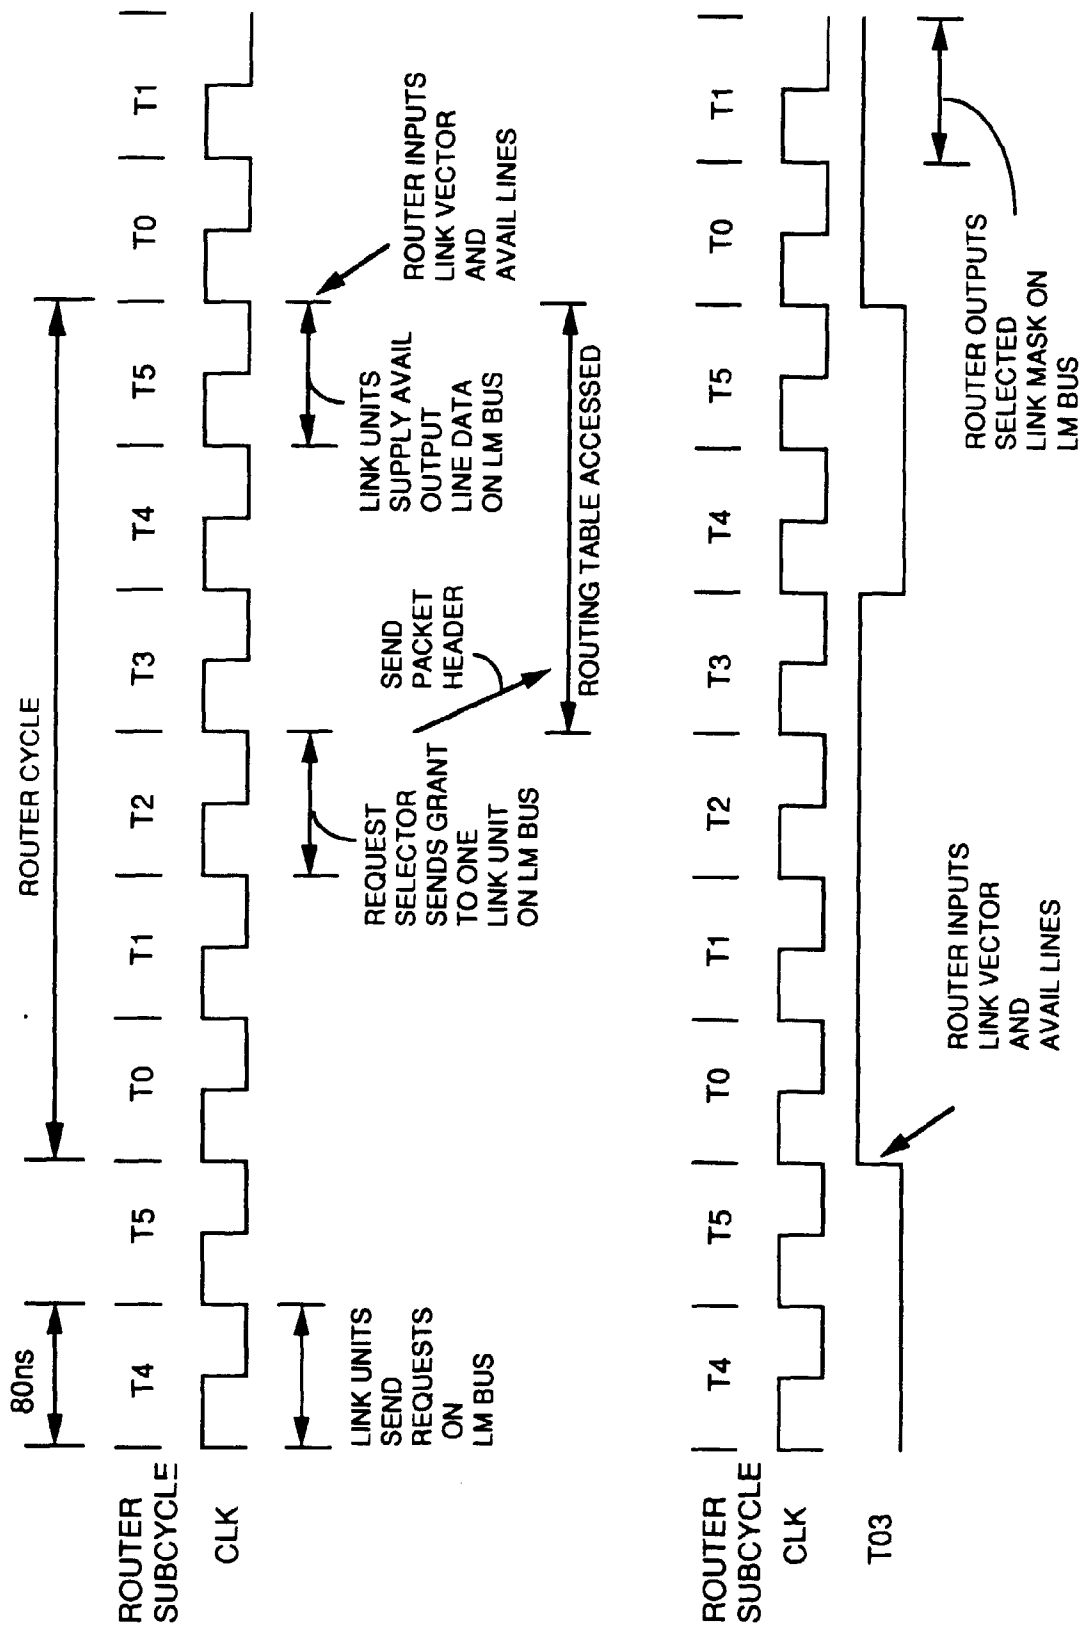 80ns
ROUTER CYCLE
ROUTER
SUBCYCLE
T4 T5 T0 T1 T2 T3 T4 T5 T0 T1
CLK
LINK UNITS
SEND
REQUESTS
ON
LM BUS
REQUEST
SELECTOR
SENDS GRANT
TO ONE
LINK UNIT
ON LM BUS
SEND
PACKET
HEADER
LINK UNITS
SUPPLY AVAIL
OUTPUT
LINE DATA
ON LM BUS
ROUTER INPUTS
LINK VECTOR
AND
AVAIL LINES
ROUTING TABLE ACCESSED
ROUTER
SUBCYCLE
T4 T5 T0 T1 T2 T3 T4 T5 T0 T1
CLK
T03
ROUTER INPUTS
LINK VECTOR
AND
AVAIL LINES
ROUTER OUTPUTS
SELECTED
LINK MASK ON
LM BUS